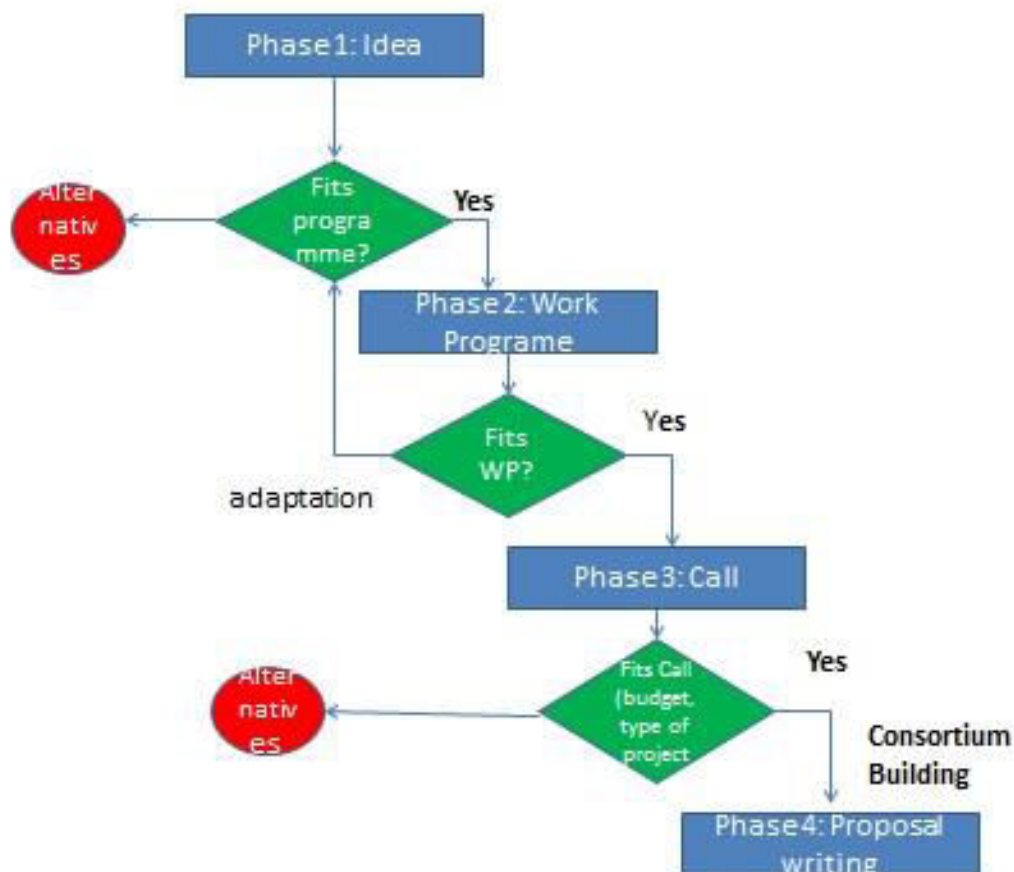 Phase1: Idea
Alter
nativ
es
Fits
progra
mme?
Yes
Phase2: Work
Programe
Fits
WP?
Yes
adaptation
Phase3: Call
Alter
nativ
es
Fits Call
(budget,
type of
project
Yes
Consortium
Building
Phase4: Proposal
writing